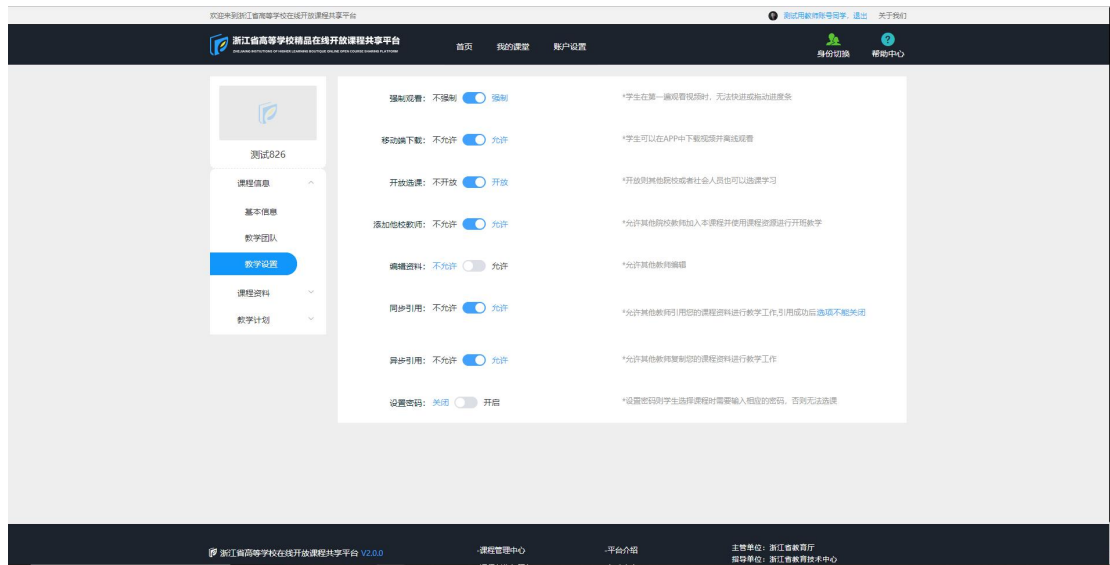 欢迎来到浙江省高等学校在线开放课程共享平台
测试用教师账号同学, 退出 关于我们
浙江省高等学校精品在线开放课程共享平台
首页 我的课堂 账户设置
身份切换 帮助中心
测试826
课程信息
基本信息
教学团队
教学设置
课程资料
教学计划
强制观看: 不强制 强制 *学生在第一遍观看视频时,无法快进或拖动进度条
移动端下载: 不允许 允许 *学生可以在APP中下载视频并离线观看
开放选课: 不开放 开放 *开放则其他院校或者社会人员也可以选课学习
添加他校教师: 不允许 允许 *允许其他院校教师加入本课程并使用课程资源进行开班教学
编辑资料: 不允许 允许 *允许其他教师编辑
同步引用: 不允许 允许 *允许其他教师引用您的课程资料进行教学工作,引用成功后选项不能关闭
异步引用: 不允许 允许 *允许其他教师复制您的课程资料进行教学工作
设置密码: 关闭 开启 *设置密码则学生选择课程时需要输入相应的密码,否则无法选课
浙江省高等学校在线开放课程共享平台 V2.0.0
-课程管理中心
-平台介绍
主管单位:浙江省教育厅
指导单位:浙江省教育技术中心